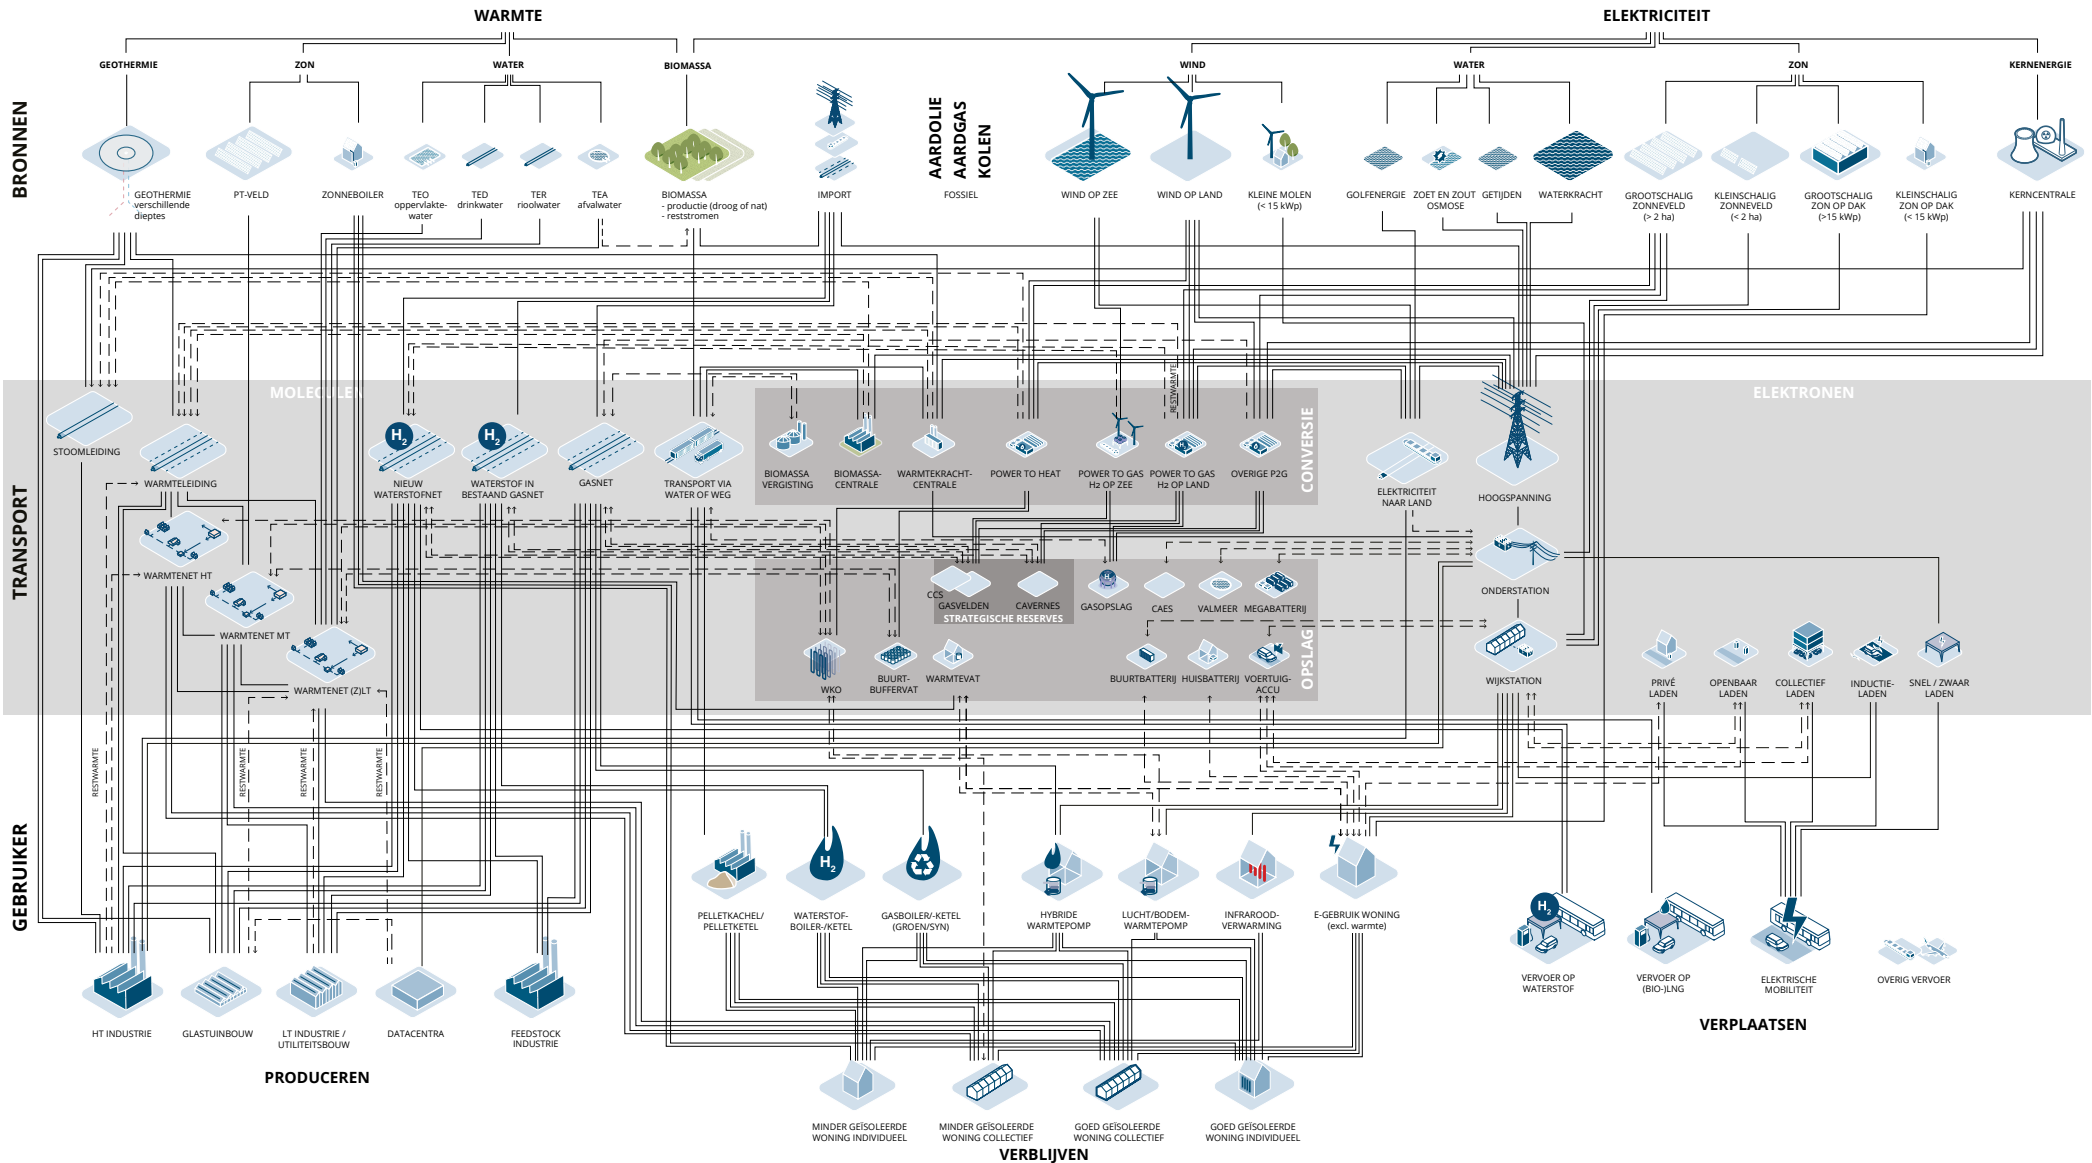 WARMTE
ELEKTRICITEIT
GEOTHERMIE
ZON
WATER
BIOMASSA
WIND
WATER
ZON
KERNENERGIE
BRONNEN
AARDOLIE
AARDGAS
KOLEN
GEOTHERMIE
verschillende
dieptes
PT-VELD
ZONNEBOILER
TEO
oppervlakte-
water
TED
drinkwater
TER
rioolwater
TEA
afvalwater
BIOMASSA
- productie (droog of nat)
- reststromen
IMPORT
FOSSIEL
WIND OP ZEE
WIND OP LAND
KLEINE MOLEN
(< 15 kWp)
GOLFENERGIE
ZOET EN ZOUT
OSMOSE
GETIJDEN
WATERKRACHT
GROOTSCHALIG
ZONNEVELD
(> 2 ha)
KLEINSCHALIG
ZONNEVELD
(< 2 ha)
GROOTSCHALIG
ZON OP DAK
(>15 kWp)
KLEINSCHALIG
ZON OP DAK
(< 15 kWp)
KERNCENTRALE
TRANSPORT
MOLECULEN
ELEKTRONEN
RESTWARMTE
CONVERSIE
STOOMLEIDING
WARMTELEIDING
H2
NIEUW
WATERSTOFNET
H2
WATERSTOF IN
BESTAAND GASNET
GASNET
TRANSPORT VIA
WATER OF WEG
BIOMASSA
VERGISTING
BIOMASSA-
CENTRALE
WARMTEKRACHT-
CENTRALE
POWER TO HEAT
POWER TO GAS
H2 OP ZEE
POWER TO GAS
H2 OP LAND
OVERIGE P2G
ELEKTRICITEIT
NAAR LAND
HOOGSPANNING
WARMTENET HT
WARMTENET MT
WARMTENET (Z)LT
CCS
GASVELDEN
CAVERNES
STRATEGISCHE RESERVES
GASOPSLAG
CAES
VALMEER
MEGABATTERIJ
ONDERSTATION
OPSLAG
WKO
BUURT-
BUFFERVAT
WARMTEVAT
BUURTBATTERIJ
HUISBATTERIJ
VOERTUIG-
ACCU
WIJKSTATION
PRIVÉ
LADEN
OPENBAAR
LADEN
COLLECTIEF
LADEN
INDUCTIE-
LADEN
SNEL / ZWAAR
LADEN
RESTWARMTE
RESTWARMTE
RESTWARMTE
RESTWARMTE
GEBRUIKER
PELLETKACHEL/
PELLETKETEL
H2
WATERSTOF-
BOILER-/KETEL
GASBOILER/-KETEL
(GROEN/SYN)
HYBRIDE
WARMTEPOMP
LUCHT/BODEM-
WARMTEPOMP
INFRAROOD-
VERWARMING
E-GEBRUIK WONING
(excl. warmte)
H2
VERVOER OP
WATERSTOF
VERVOER OP
(BIO-)LNG
ELEKTRISCHE
MOBILITEIT
OVERIG VERVOER
HT INDUSTRIE
GLASTUINBOUW
LT INDUSTRIE /
UTILITEITSBOUW
DATACENTRA
FEEDSTOCK
INDUSTRIE
VERPLAATSEN
PRODUCEREN
MINDER GEÏSOLEERDE
WONING INDIVIDUEEL
MINDER GEÏSOLEERDE
WONING COLLECTIEF
GOED GEÏSOLEERDE
WONING COLLECTIEF
GOED GEÏSOLEERDE
WONING INDIVIDUEEL
VERBLIJVEN